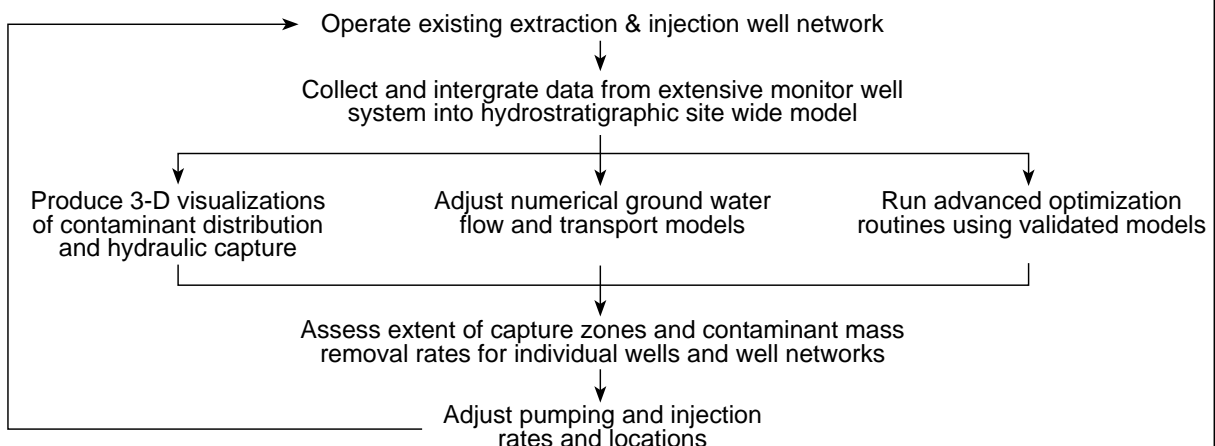 Operate existing extraction & injection well network
Collect and intergrate data from extensive monitor well
system into hydrostratigraphic site wide model
Produce 3-D visualizations
of contaminant distribution
and hydraulic capture
Adjust numerical ground water
flow and transport models
Run advanced optimization
routines using validated models
Assess extent of capture zones and contaminant mass
removal rates for individual wells and well networks
Adjust pumping and injection
rates and locations